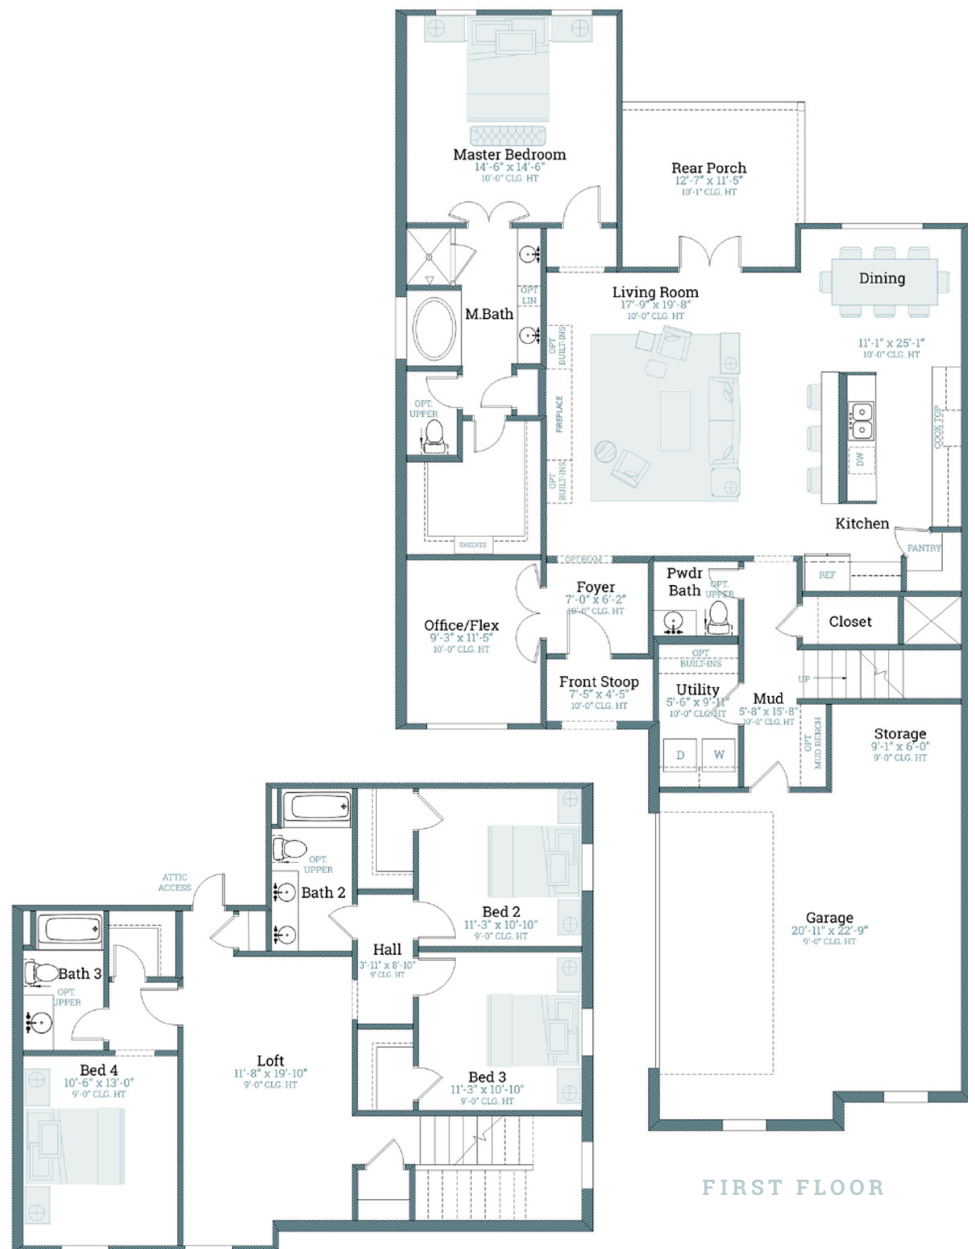 Master Bedroom
14'-6" x 14'-6"
10'-0" CLG. HT
Rear Porch
12'-7" x 11'-5"
10'-1" CLG. HT
Living Room
17'-9" x 19'-8"
10'-0" CLG. HT
Dining
11'-1" x 25'-1"
10'-0" CLG. HT
OPT
LIN
M.Bath
OPT
BUILT-INS
FIREPLACE
OPT
BUILT-INS
OPT.
UPPER
COOK TOP
DW
Kitchen
PANTRY
REF
SHELVES
OPT BEAM
Foyer
7'-0" x 6'-2"
10'-0" CLG. HT
Pwdr
Bath
OPT.
UPPER
Office/Flex
9'-3" x 11'-5"
10'-0" CLG. HT
Closet
Front Stoop
7'-5" x 4'-5"
10'-0" CLG. HT
OPT
BUILT-INS
Utility
5'-6" x 9'-11"
10'-0" CLG. HT
UP
Mud
5'-8" x 15'-8"
10'-0" CLG. HT
OPT
MUD BENCH
D
W
Storage
9'-1" x 6'-0"
9'-0" CLG. HT
Garage
20'-11" x 22'-9"
9'-0" CLG. HT
FIRST FLOOR
ATTIC
ACCESS
OPT.
UPPER
Bath 2
Bed 2
11'-3" x 10'-10"
9'-0" CLG. HT
Hall
3'-11" x 8'-10"
9' CLG. HT
Bath 3
OPT.
UPPER
Loft
11'-8" x 19'-10"
9'-0" CLG. HT
Bed 3
11'-3" x 10'-10"
9'-0" CLG. HT
Bed 4
10'-6" x 13'-0"
9'-0" CLG. HT